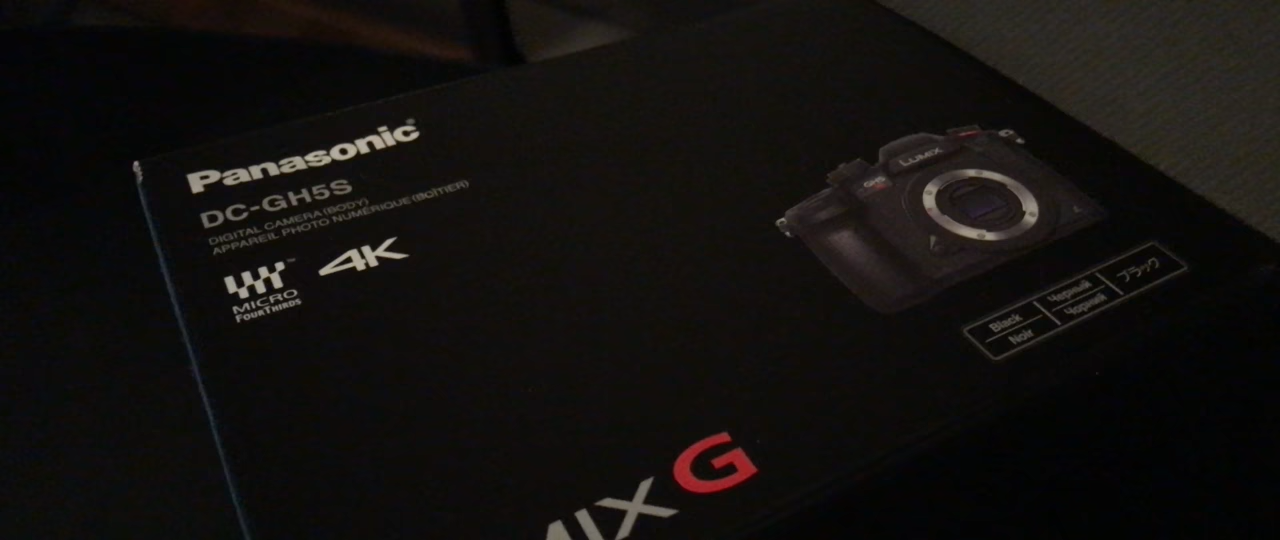 Panasonic
DC-GH5S
DIGITAL CAMERA (BODY)
APPAREIL PHOTO NUMÉRIQUE (BOÎTIER)
MICRO
FOURTHIRDS
4K
LUMIX
Black
Noir
Черный
Чорний
ブラック
MIX G